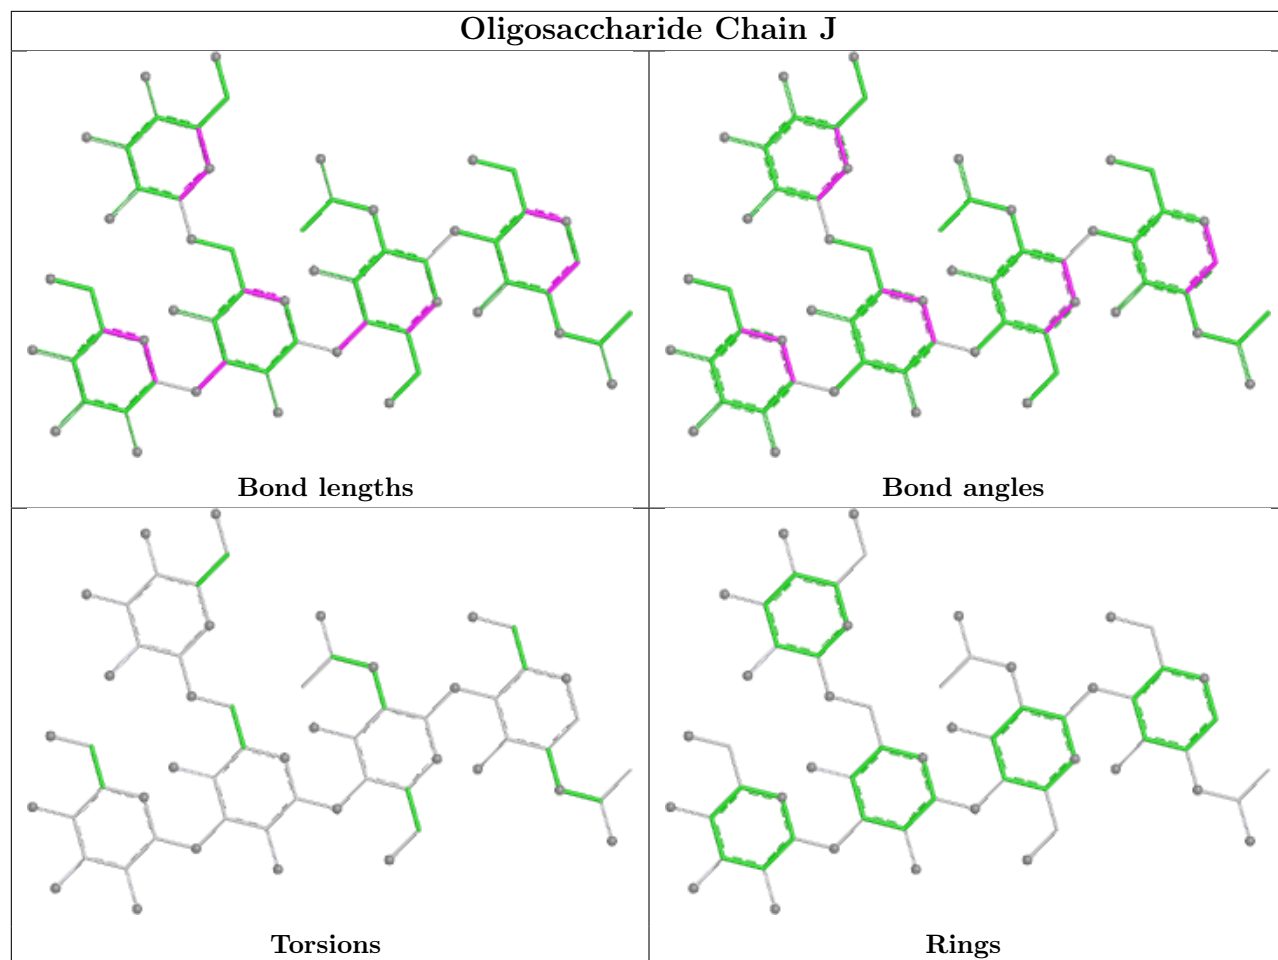 Oligosaccharide Chain J
Bond lengths
Bond angles
Torsions
Rings